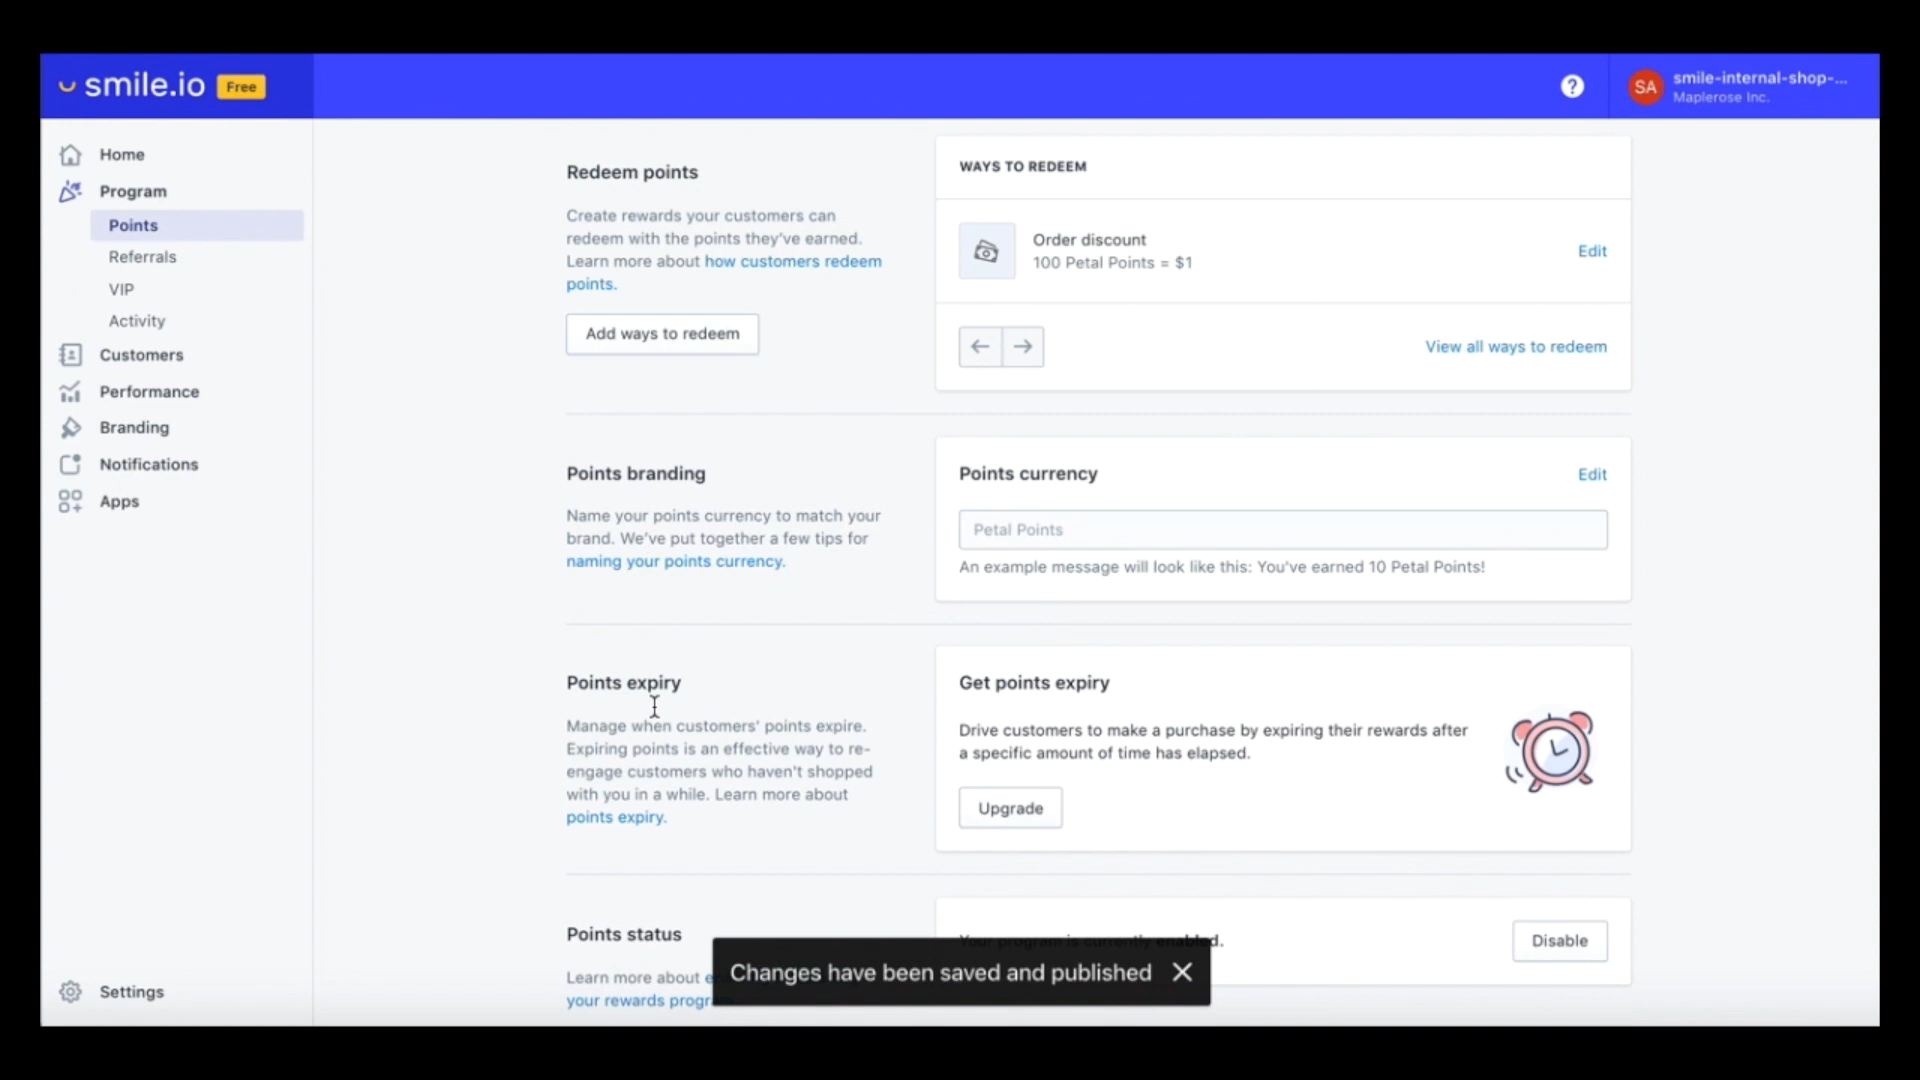 smile.io Free
smile-internal-shop-...
SA
Maplerose Inc.
Home
Program
Points
Referrals
VIP
Activity
Customers
Performance
Branding
Notifications
Apps
Settings
Redeem points
Create rewards your customers can
redeem with the points they've earned.
Learn more about how customers redeem
points.
Add ways to redeem
WAYS TO REDEEM
Order discount
100 Petal Points = $1
Edit
View all ways to redeem
Points branding
Name your points currency to match your
brand. We've put together a few tips for
naming your points currency.
Points currency
Edit
Petal Points
An example message will look like this: You've earned 10 Petal Points!
Points expiry
Manage when customers' points expire.
Expiring points is an effective way to re-
engage customers who haven't shopped
with you in a while. Learn more about
points expiry.
Get points expiry
Drive customers to make a purchase by expiring their rewards after
a specific amount of time has elapsed.
Upgrade
Points status
Learn more about
your rewards
Your program is currently enabled.
Disable
Changes have been saved and published